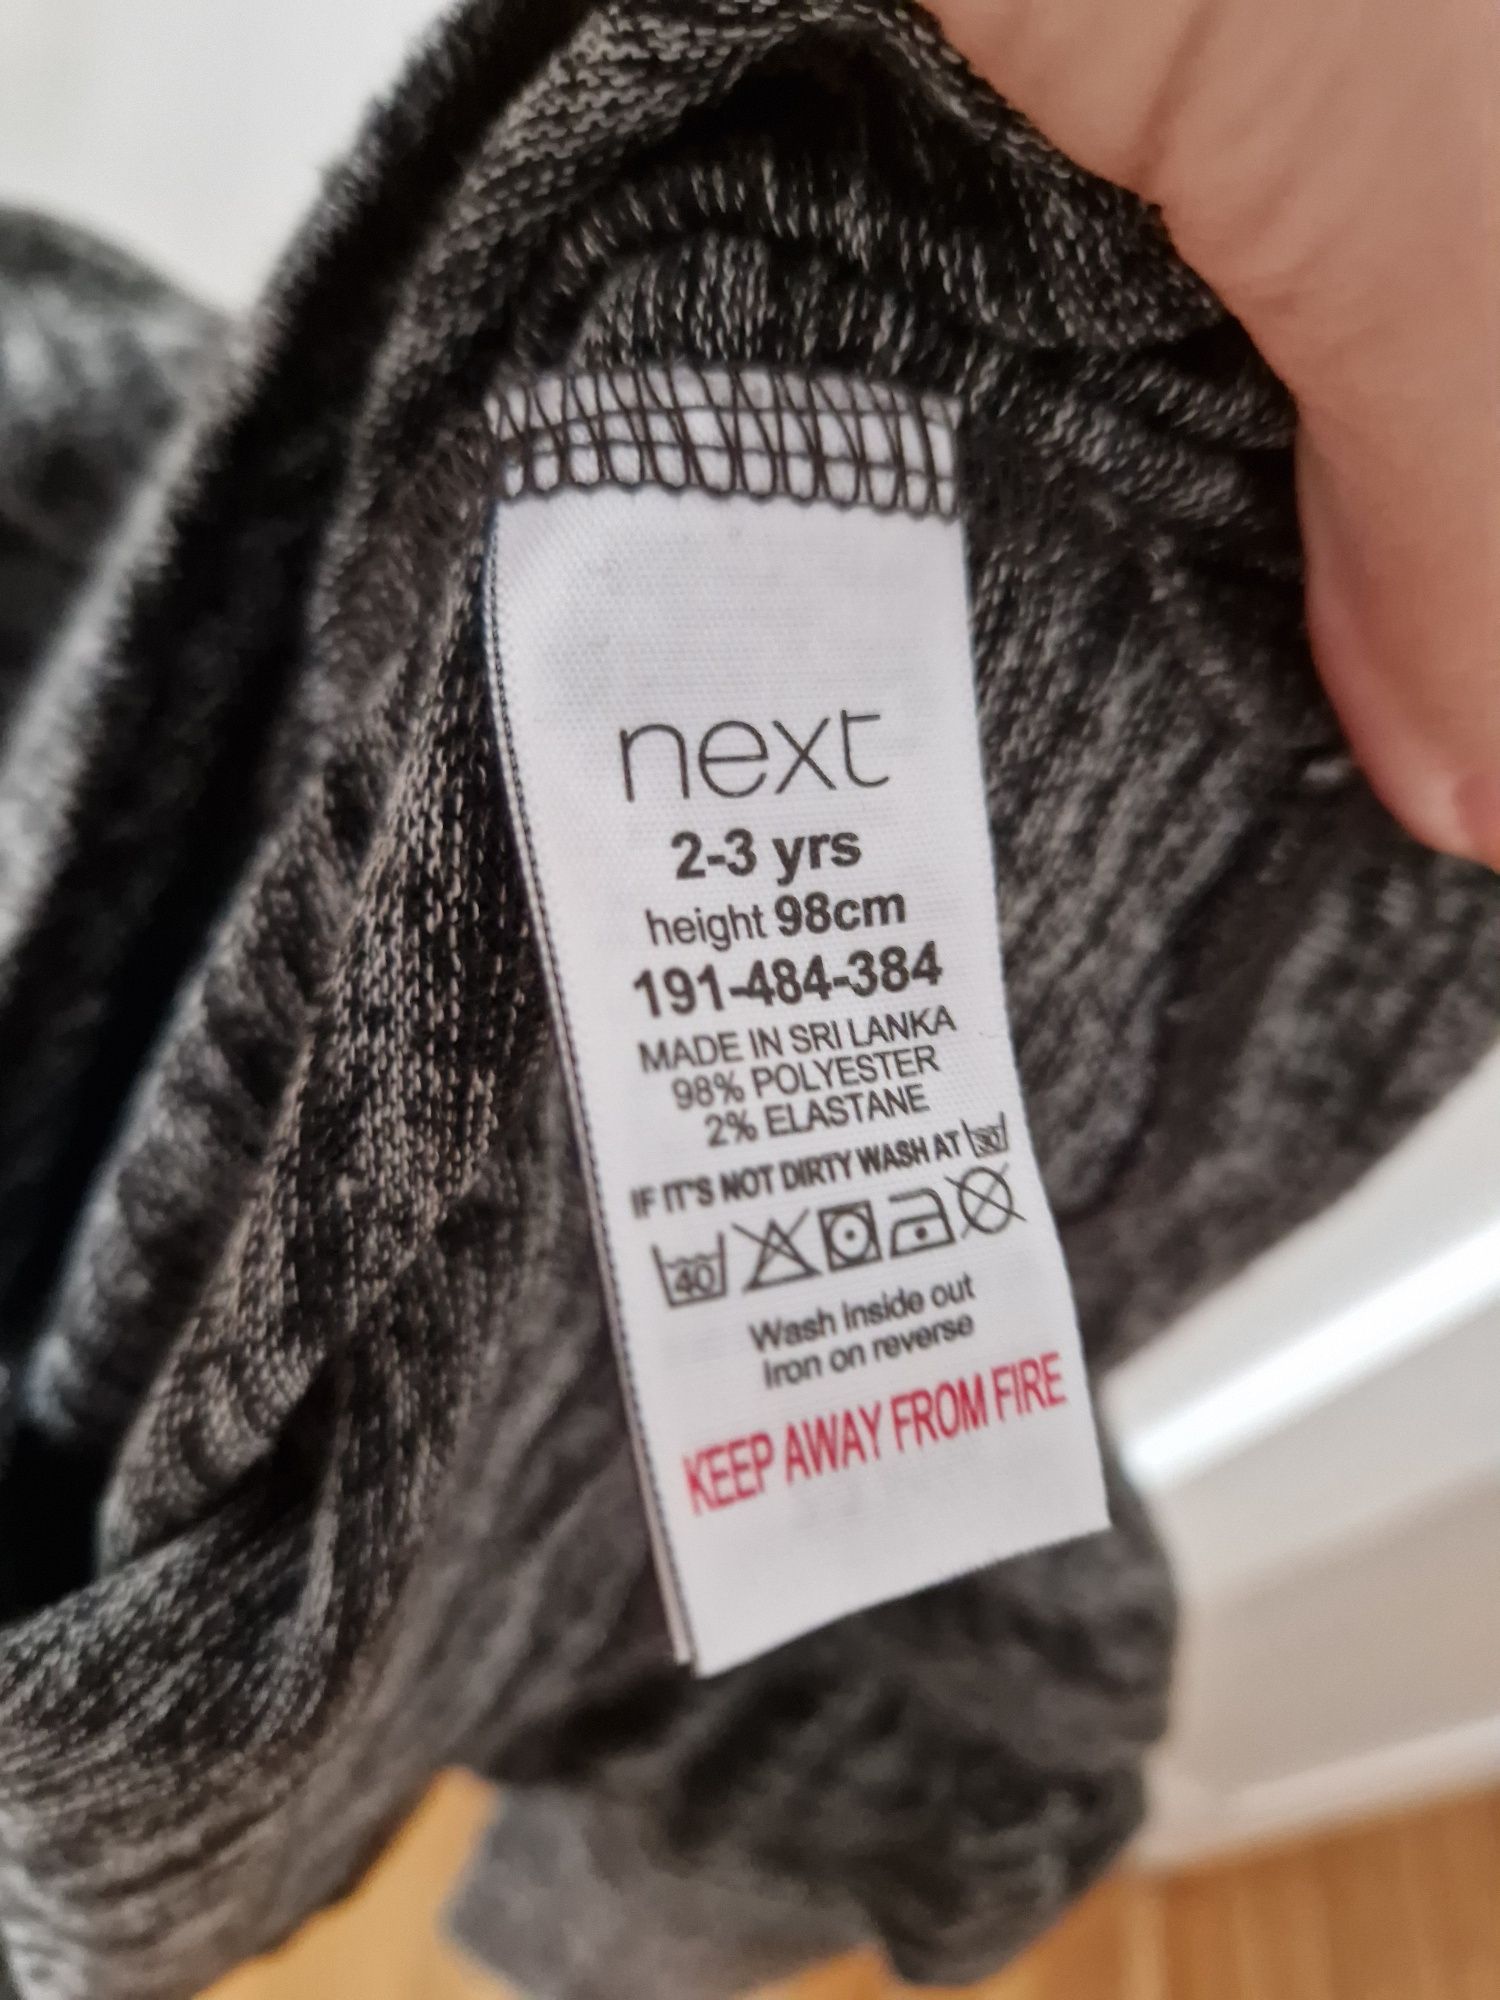 next
2-3 yrs
height 98cm
191-484-384
MADE IN SRI LANKA
98% POLYESTER
2% ELASTANE
IF IT'S NOT DIRTY WASH AT 30
40
Wash inside out
Iron on reverse
KEEP AWAY FROM FIRE